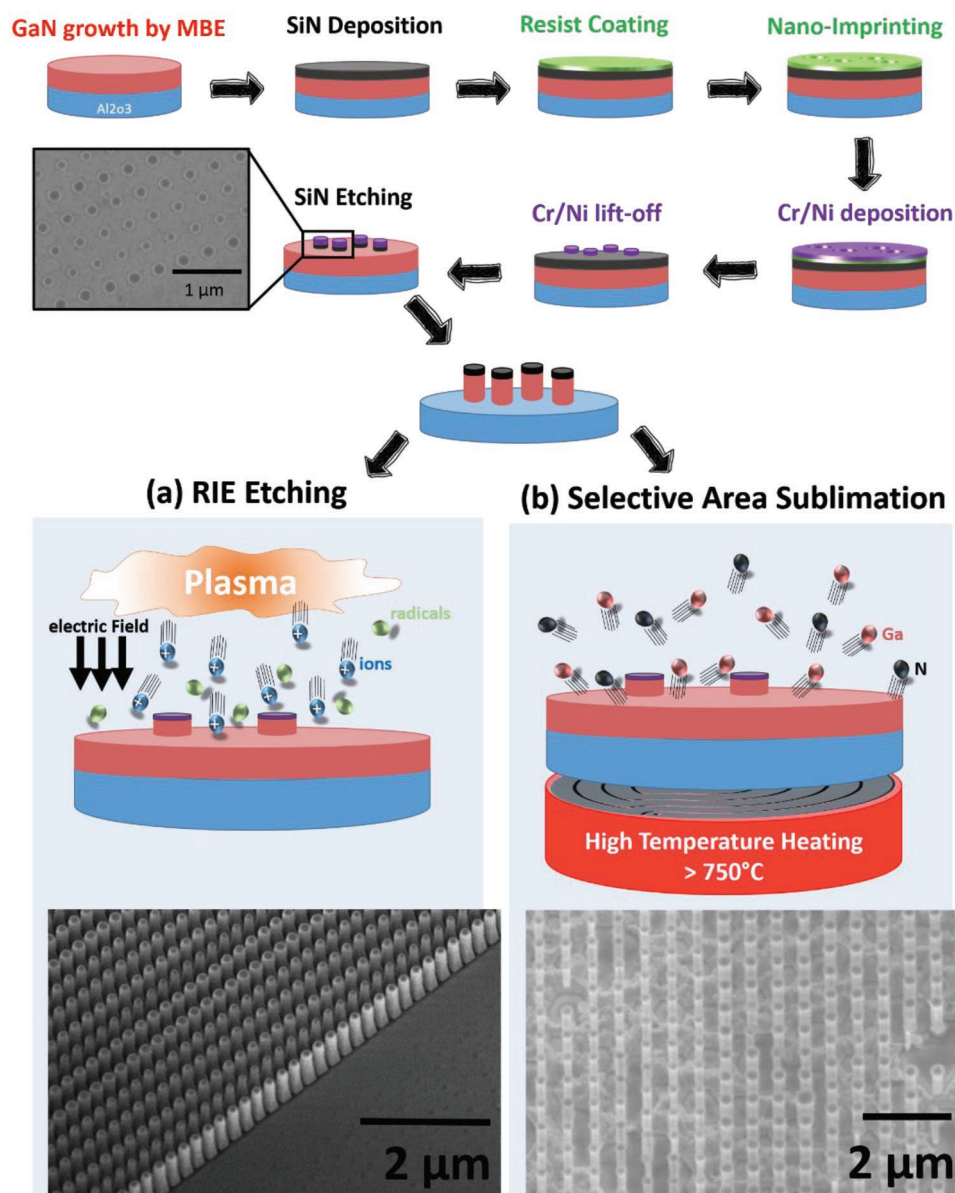 GaN growth by MBE
SiN Deposition
Resist Coating
Nano-Imprinting
Al2o3
SiN Etching
Cr/Ni lift-off
Cr/Ni deposition
1 μm
(a) RIE Etching
(b) Selective Area Sublimation
Plasma
radicals
electric Field
ions
+
+
+
+
+
+
+
+
Ga
N
High Temperature Heating
> 750°C
2 μm
2 μm